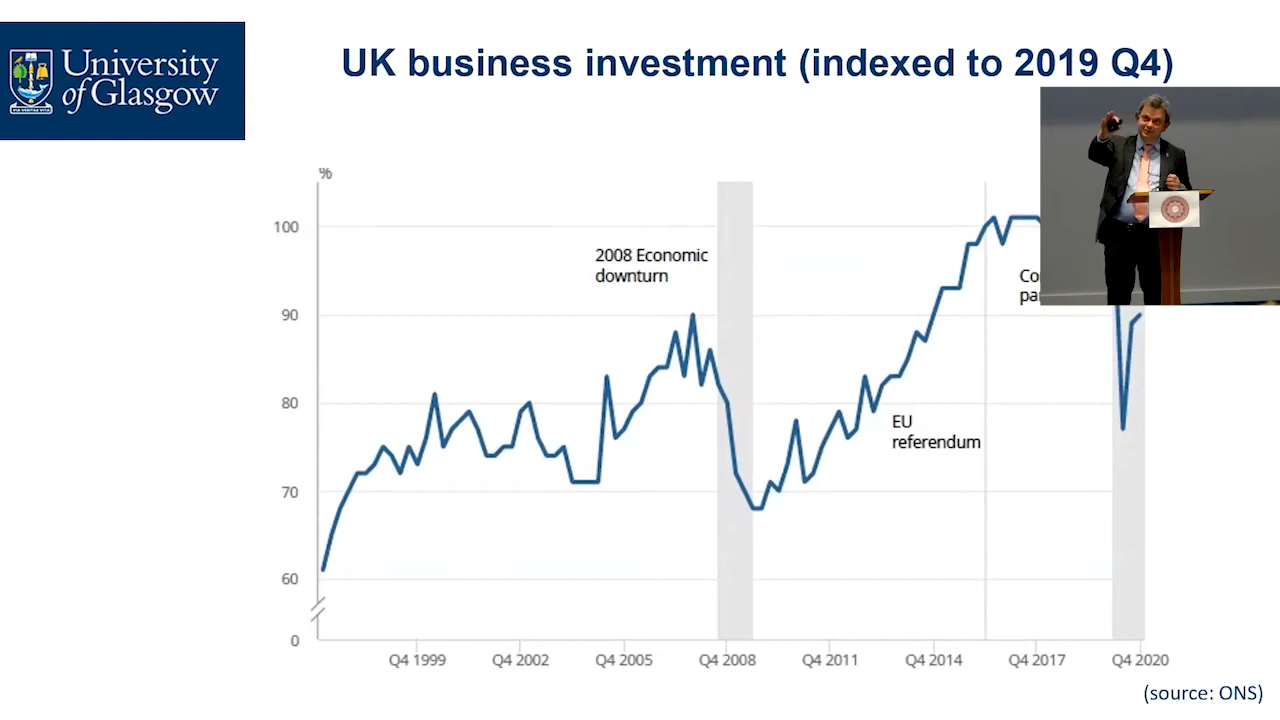 University
of Glasgow
UK business investment (indexed to 2019 Q4)
%
100
90
80
70
60
0
2008 Economic
downturn
EU
referendum
Q4 1999
Q4 2002
Q4 2005
Q4 2008
Q4 2011
Q4 2014
Q4 2017
Q4 2020
(source: ONS)